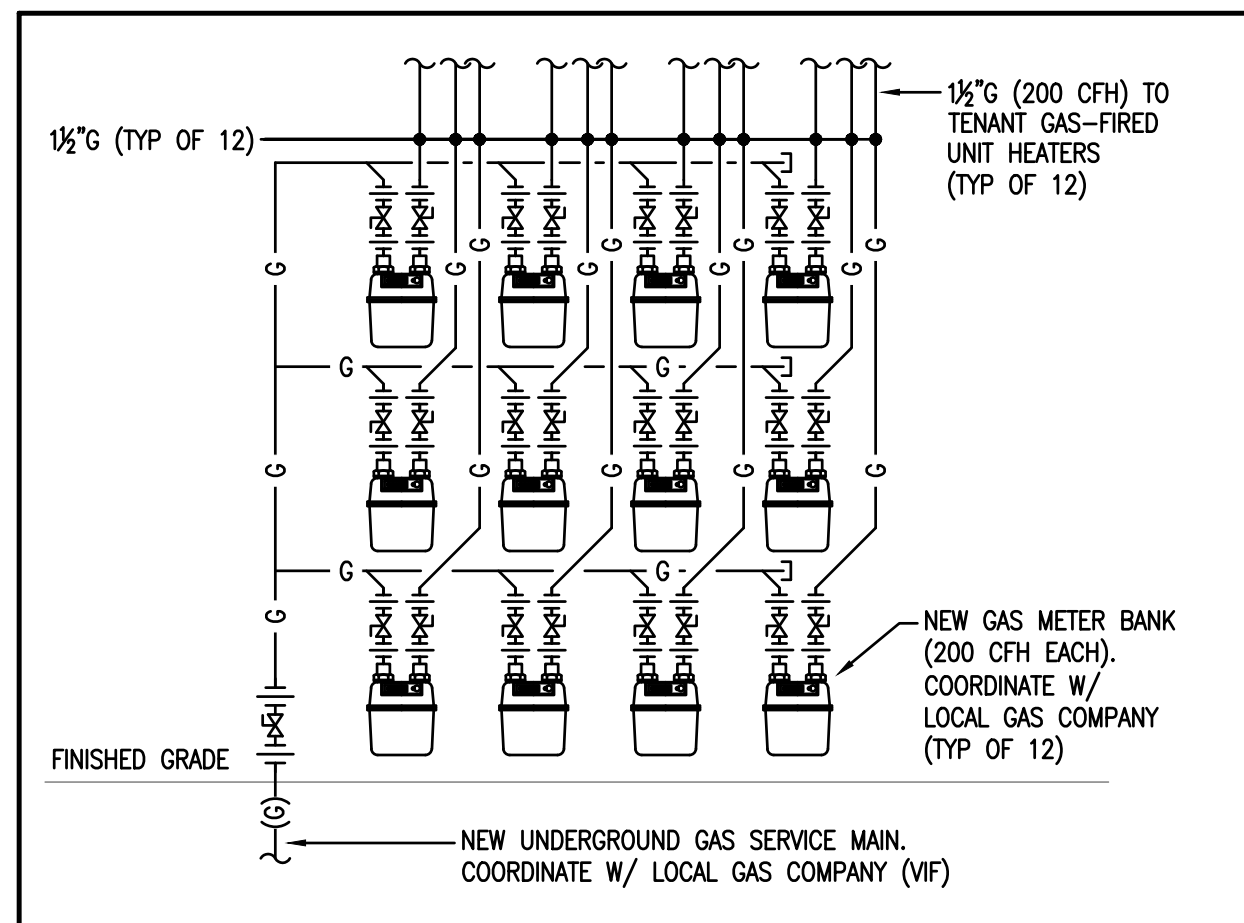 1½"G (200 CFH) TO
TENANT GAS-FIRED
UNIT HEATERS
(TYP OF 12)
1½"G (TYP OF 12)
G G G G G G G G G
G G
G G G G G
G G
G
NEW GAS METER BANK
(200 CFH EACH).
COORDINATE W/
LOCAL GAS COMPANY
(TYP OF 12)
FINISHED GRADE
(G)
NEW UNDERGROUND GAS SERVICE MAIN.
COORDINATE W/ LOCAL GAS COMPANY (VIF)